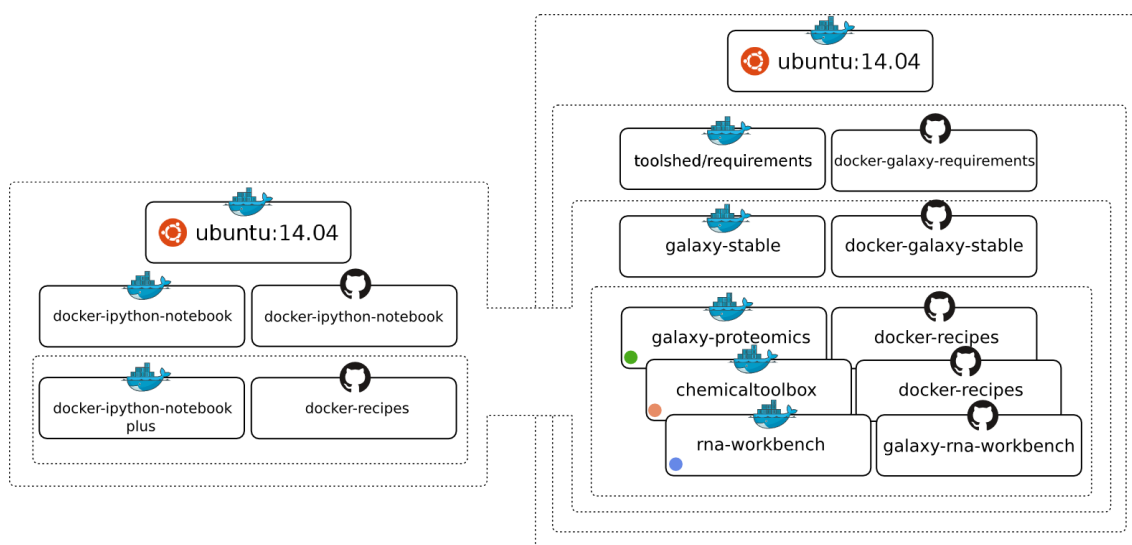 ubuntu:14.04
toolshed/requirements
docker-galaxy-requirements
galaxy-stable
docker-galaxy-stable
galaxy-proteomics
docker-recipes
chemicaltoolbox
docker-recipes
rna-workbench
galaxy-rna-workbench
ubuntu:14.04
docker-ipython-notebook
docker-ipython-notebook
docker-ipython-notebook
plus
docker-recipes